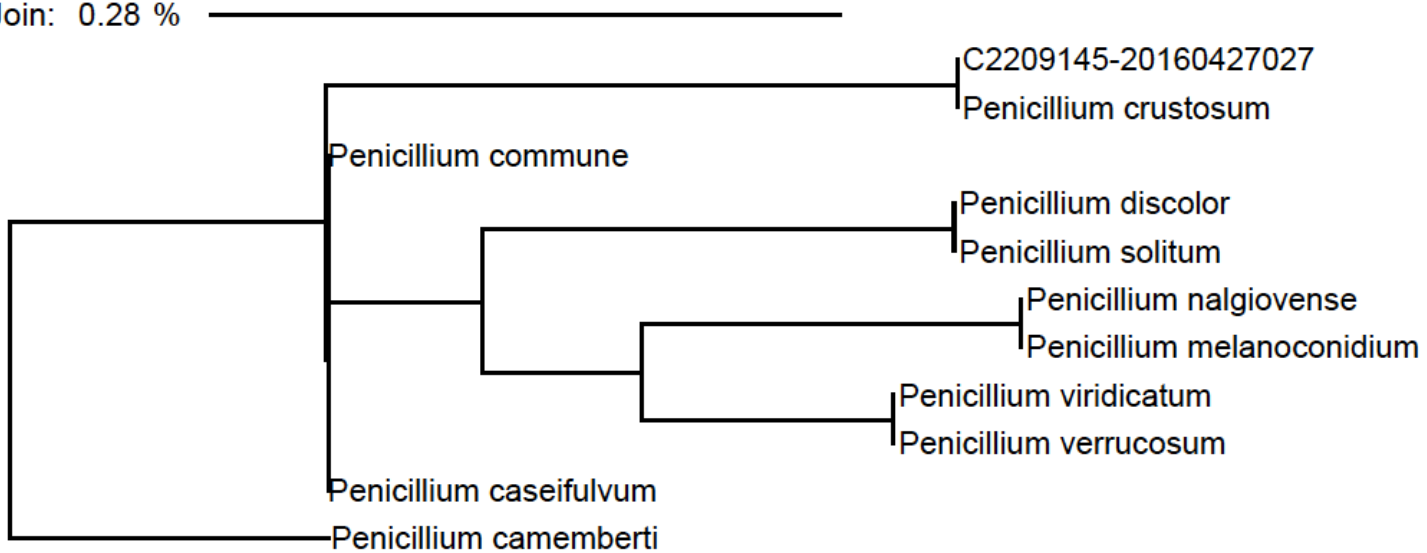 Join: 0.28 %
C2209145-20160427027
Penicillium crustosum
Penicillium commune
Penicillium discolor
Penicillium solitum
Penicillium nalgiovense
Penicillium melanoconidium
Penicillium viridicatum
Penicillium verrucosum
Penicillium caseifulvum
Penicillium camemberti